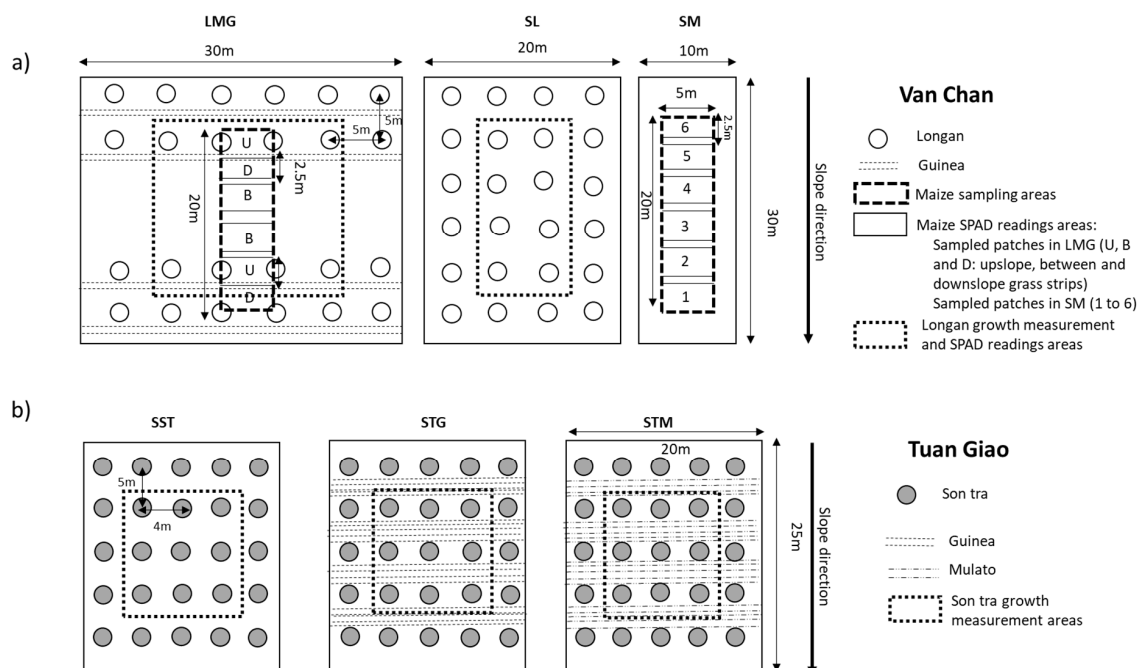 LMG
SL
SM
a)
30m
20m
10m
5m
5m
5m
20m
2.5m
U
D
B
B
U
D
20m
2.5m
6
5
4
3
2
1
30m
Slope direction
Van Chan
Longan
Guinea
Maize sampling areas
Maize SPAD readings areas:
Sampled patches in LMG (U, B
and D: upslope, between and
downslope grass strips)
Sampled patches in SM (1 to 6)
Longan growth measurement
and SPAD readings areas
b)
SST
STG
STM
20m
5m
4m
25m
Slope direction
Tuan Giao
Son tra
Guinea
Mulato
Son tra growth
measurement areas